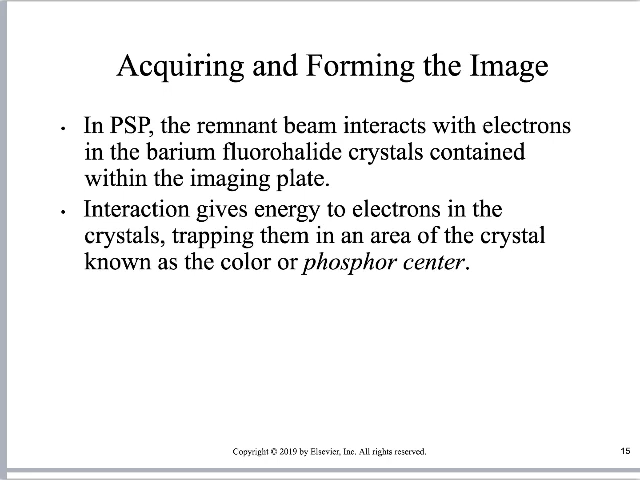 Acquiring and Forming the Image
• In PSP, the remnant beam interacts with electrons
in the barium fluorohalide crystals contained
within the imaging plate.
• Interaction gives energy to electrons in the
crystals, trapping them in an area of the crystal
known as the color or phosphor center.
Copyright © 2019 by Elsevier, Inc. All rights reserved.
15